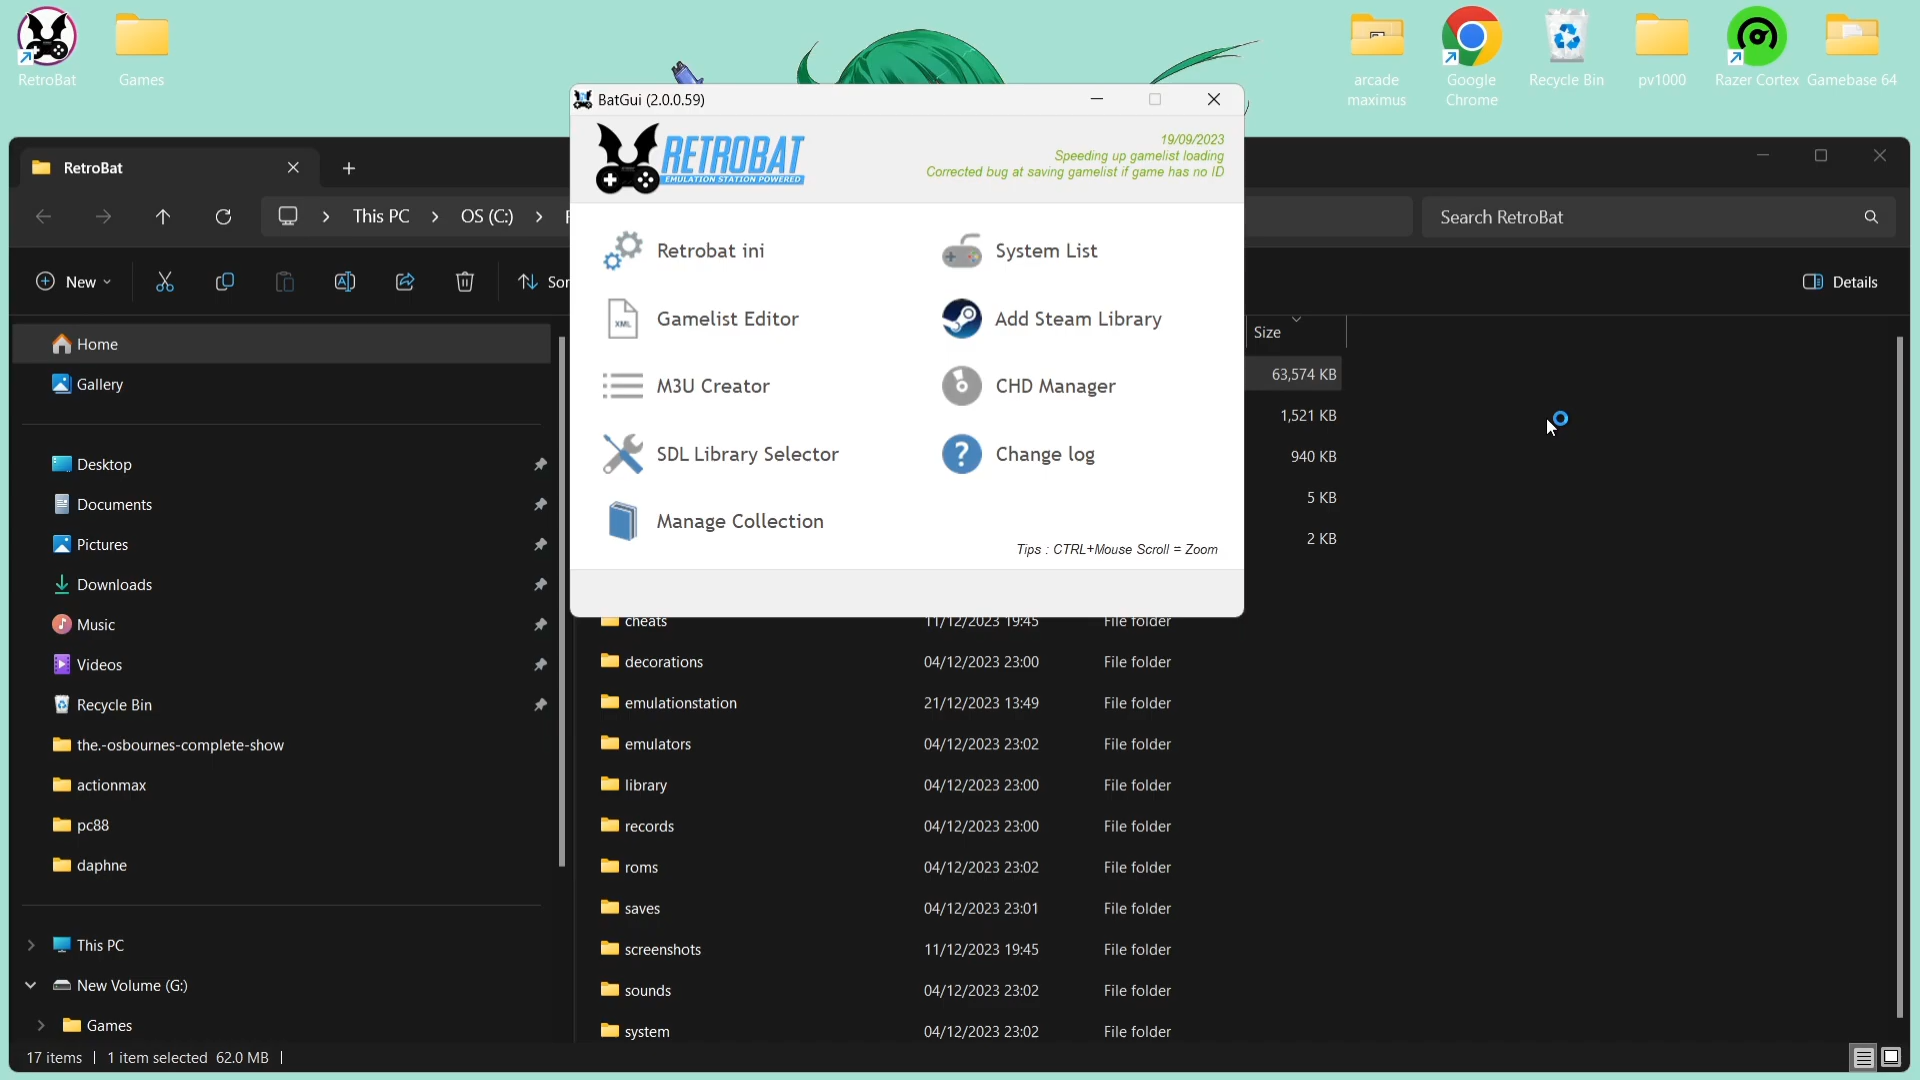 RetroBat
Games
arcade
maximus
Google
Chrome
Recycle Bin
pv1000
Razer Cortex
Gamebase 64
BatGui (2.0.0.59)
RETROBAT
EMULATION STATION POWERED
19/09/2023
Speeding up gamelist loading
Corrected bug at saving gamelist if game has no ID
Retrobat ini
System List
Gamelist Editor
Add Steam Library
M3U Creator
CHD Manager
SDL Library Selector
Change log
Manage Collection
Tips : CTRL+Mouse Scroll = Zoom
RetroBat
This PC
OS (C:)
Search RetroBat
New
Details
Home
Gallery
Desktop
Documents
Pictures
Downloads
Music
Videos
Recycle Bin
the.-osbournes-complete-show
actionmax
pc88
daphne
This PC
New Volume (G:)
Games
Size
63,574 KB
1,521 KB
940 KB
5 KB
2 KB
cheats 11/12/2023 19:45 File folder
decorations 04/12/2023 23:00 File folder
emulationstation 21/12/2023 13:49 File folder
emulators 04/12/2023 23:02 File folder
library 04/12/2023 23:00 File folder
records 04/12/2023 23:00 File folder
roms 04/12/2023 23:02 File folder
saves 04/12/2023 23:01 File folder
screenshots 11/12/2023 19:45 File folder
sounds 04/12/2023 23:02 File folder
system 04/12/2023 23:02 File folder
17 items
1 item selected 62.0 MB